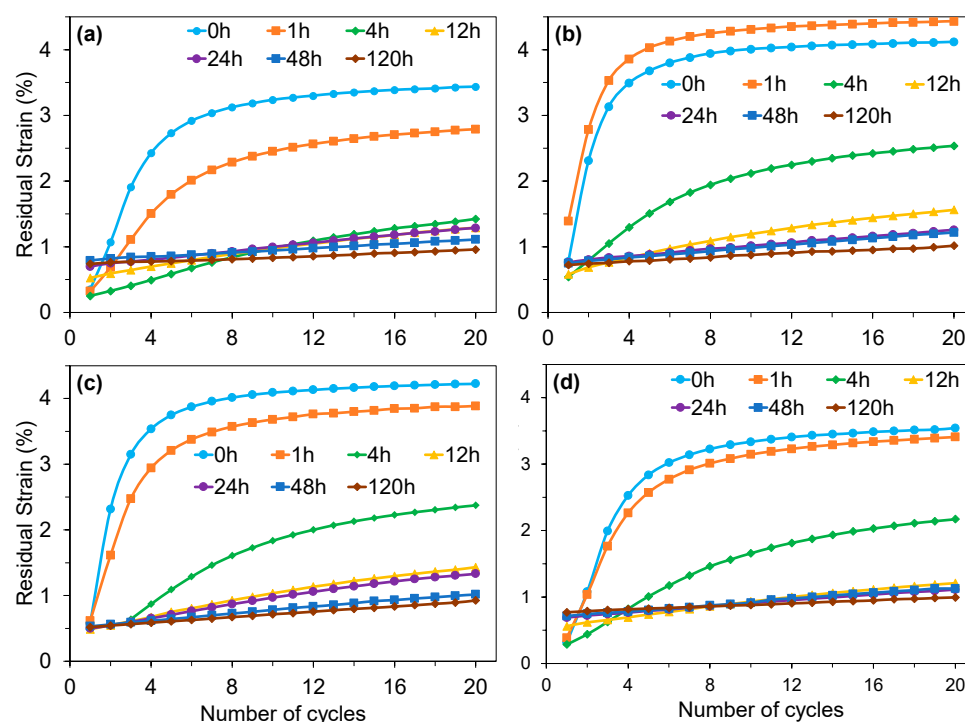 (a) 0h 1h 4h 12h
24h 48h 120h
Residual Strain (%)
4
3
2
1
0
0 4 8 12 16 20
(b)
0h 1h 4h 12h
24h 48h 120h
4
3
2
1
0
0 4 8 12 16 20
(c)
0h 1h 4h 12h
24h 48h 120h
Residual Strain (%)
4
3
2
1
0
0 4 8 12 16 20
Number of cycles
(d) 0h 1h 4h 12h
24h 48h 120h
4
3
2
1
0
0 4 8 12 16 20
Number of cycles